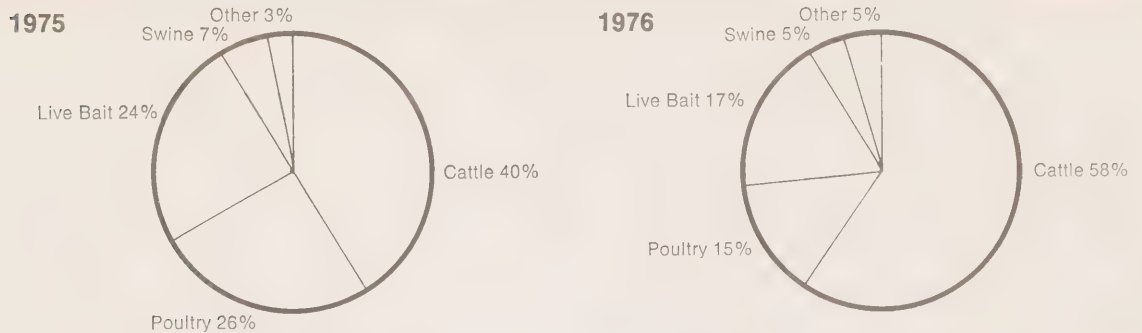 1975
Other 3%
Swine 7%
Live Bait 24%
Cattle 40%
Poultry 26%
1976
Other 5%
Swine 5%
Live Bait 17%
Cattle 58%
Poultry 15%